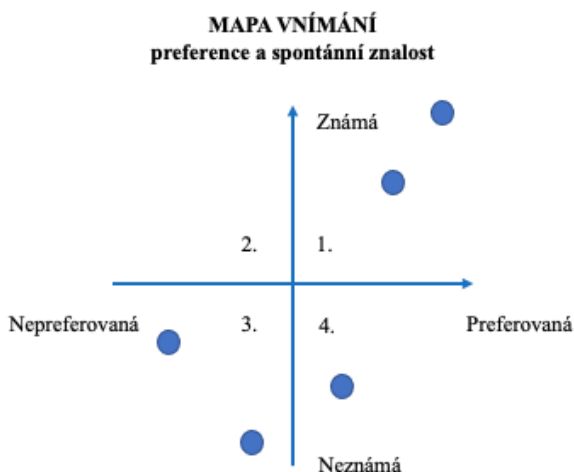 MAPA VNÍMÁNÍ
preference a spontánní znalost
Známá
2.
1.
Nepreferovaná
3.
4.
Preferovaná
Neznámá